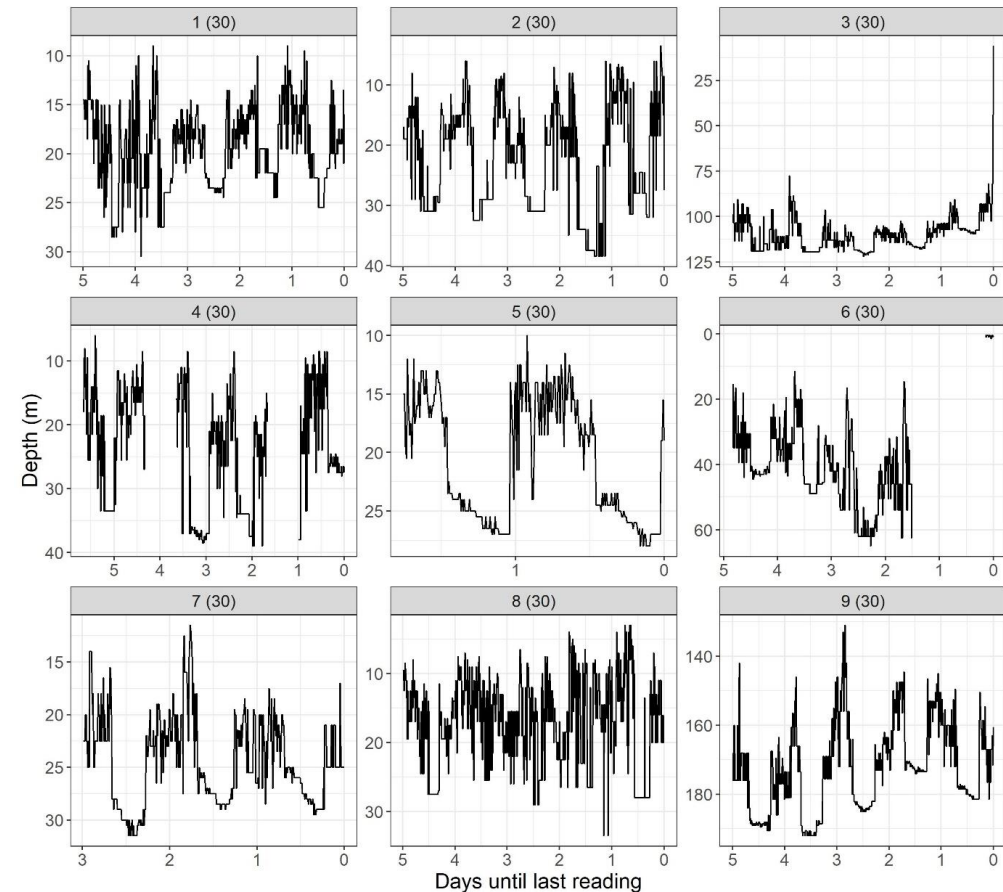 1 (30) 2 (30) 3 (30)
10 15 20 25 30
5 4 3 2 1 0
10 20 30 40
5 4 3 2 1 0
25 50 75 100 125
5 4 3 2 1 0
4 (30) 5 (30) 6 (30)
Depth (m)
10 20 30 40
5 4 3 2 1 0
10 15 20 25
1 0
0 20 40 60
5 4 3 2 1 0
7 (30) 8 (30) 9 (30)
15 20 25 30
3 2 1 0
10 20 30
5 4 3 2 1 0
140 160 180
5 4 3 2 1 0
Days until last reading